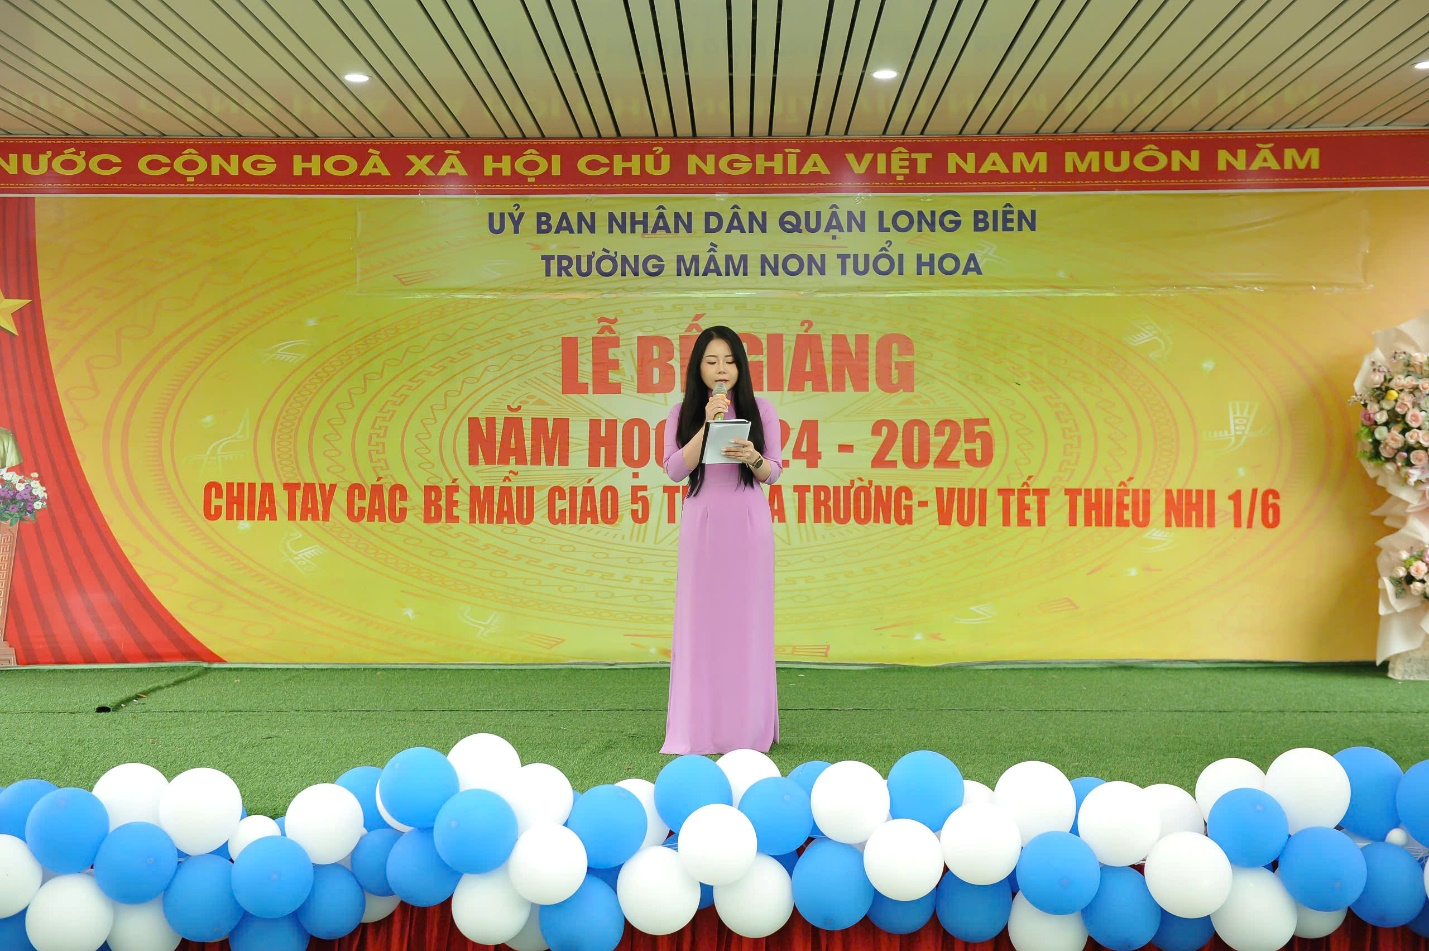 NƯỚC CỘNG HOÀ XÃ HỘI CHỦ NGHĨA VIỆT NAM MUÔN NĂM
UỶ BAN NHÂN DÂN QUẬN LONG BIÊN
TRƯỜNG MẦM NON TUỔI HOA
LỄ BẾ GIẢNG
NĂM HỌC 24 - 2025
CHIA TAY CÁC BÉ MẪU GIÁO 5 TRƯỜNG - VUI TẾT THIẾU NHI 1/6